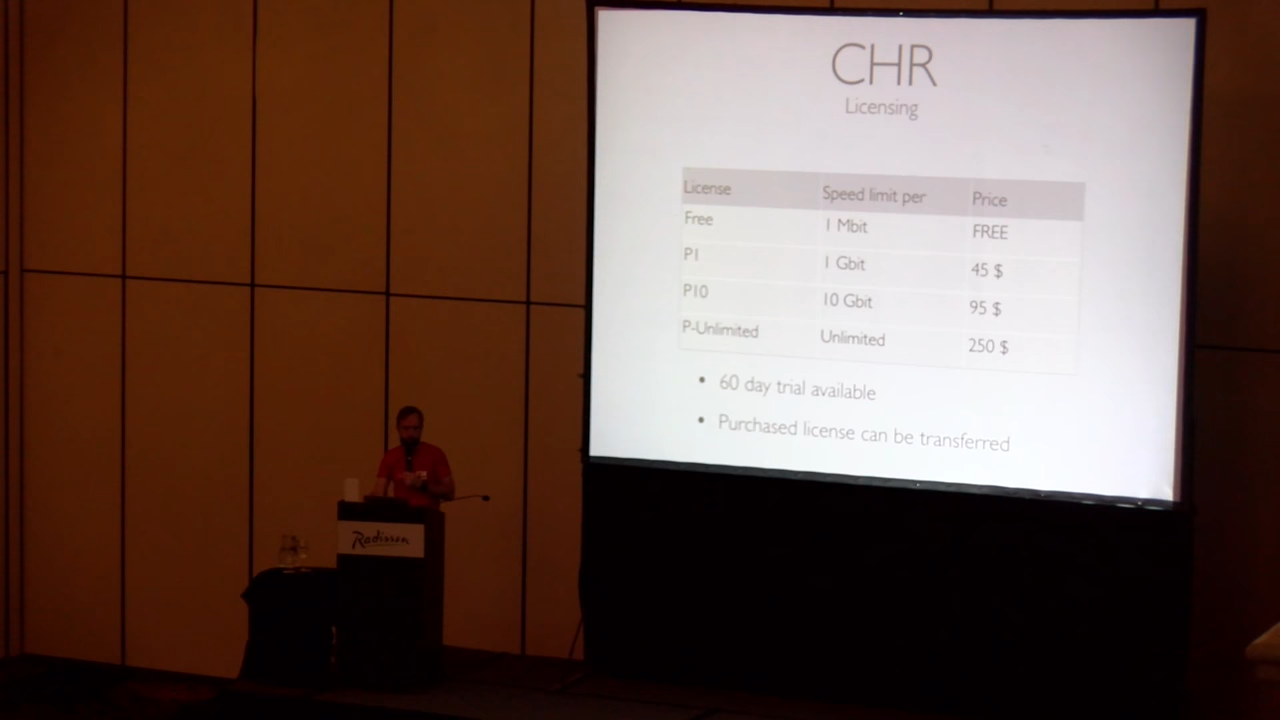 CHR
Licensing
License Speed limit per Price
Free 1 Mbit FREE
P1 1 Gbit 45 $
P10 10 Gbit 95 $
P-Unlimited Unlimited 250 $
• 60 day trial available
• Purchased license can be transferred
Radisson